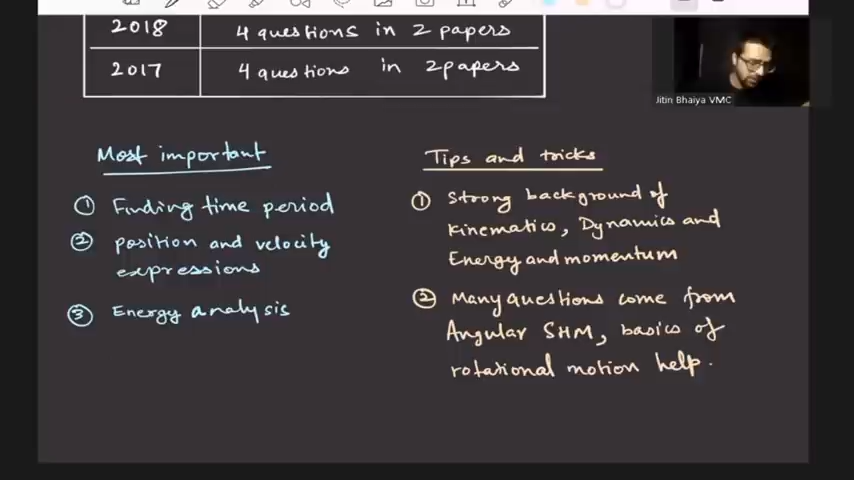 2018 4 questions in 2 papers
2017 4 questions in 2 papers
Jitin Bhaiya VMC
Most important
① Finding time period
② position and velocity
expressions
③ Energy analysis
Tips and tricks
① Strong background of
kinematics, Dynamics and
Energy and momentum
② Many questions come from
Angular SHM, basics of
rotational motion help.